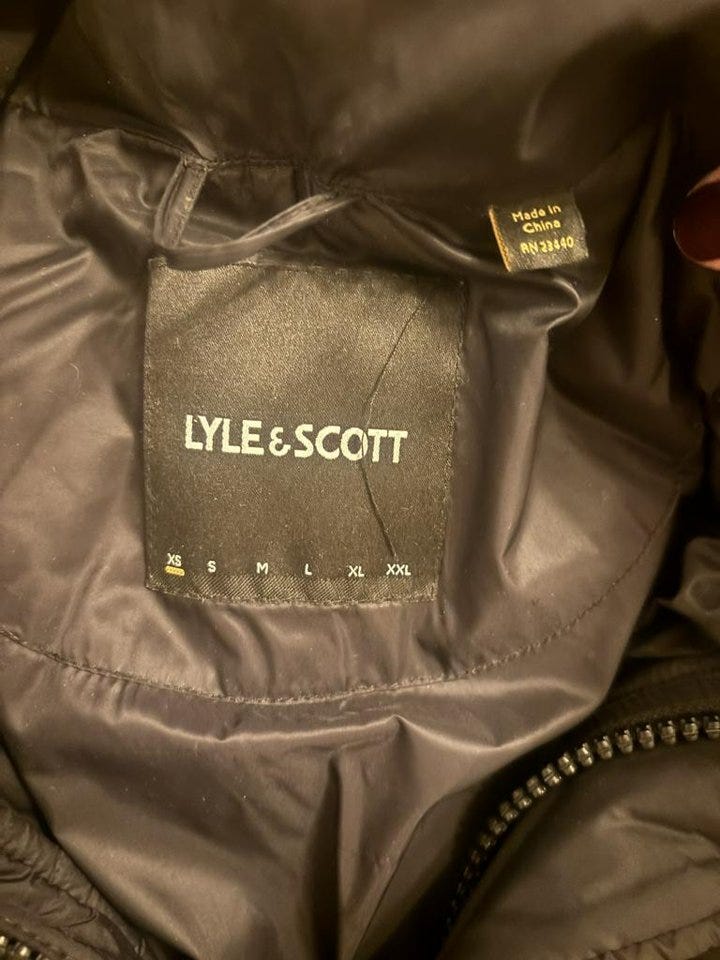 Made in
China
RN 23440
LYLE & SCOTT
XS S M L XL XXL